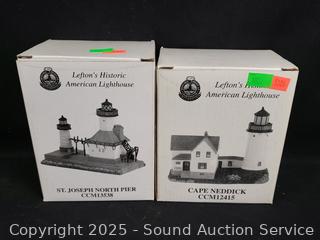 Lefton's Historic
American Lighthouse
ST. JOSEPH NORTH PIER
CCM13538
Lefton's
American Lighthouse
CAPE NEDDICK
CCM12415
Copyright 2025 - Sound Auction Service